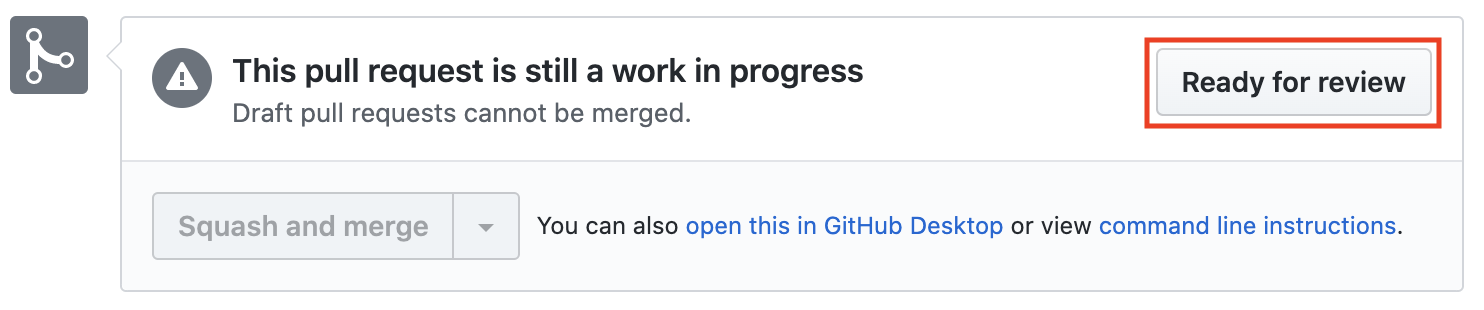 This pull request is still a work in progress
Draft pull requests cannot be merged.
Ready for review
Squash and merge
You can also open this in GitHub Desktop or view command line instructions.